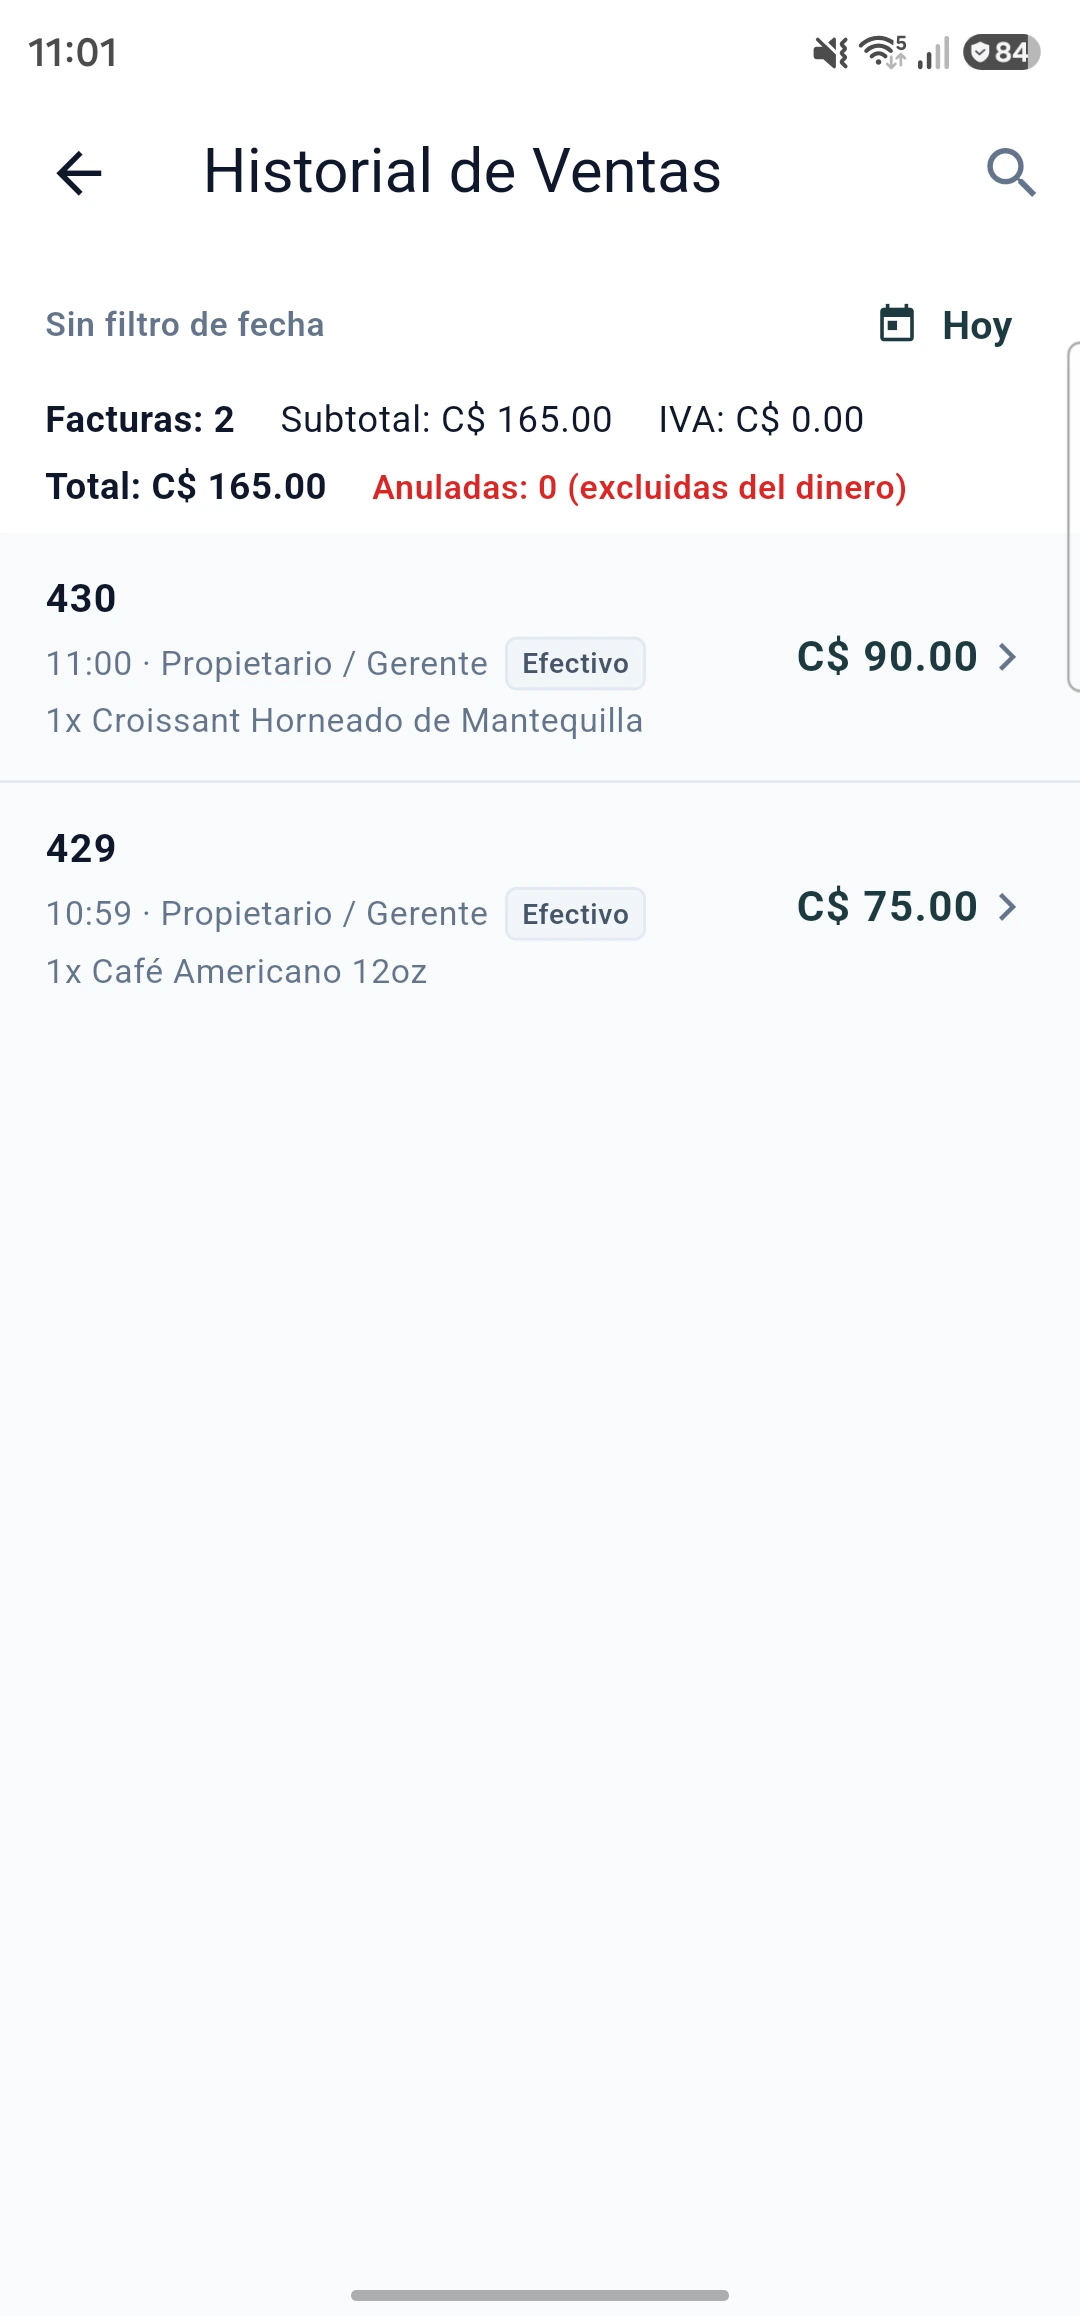 11:01
5
84
Historial de Ventas
Sin filtro de fecha
Hoy
Facturas: 2 Subtotal: C$ 165.00 IVA: C$ 0.00
Total: C$ 165.00 Anuladas: 0 (excluidas del dinero)
430
11:00 · Propietario / Gerente Efectivo
C$ 90.00
1x Croissant Horneado de Mantequilla
429
10:59 · Propietario / Gerente Efectivo
C$ 75.00
1x Café Americano 12oz